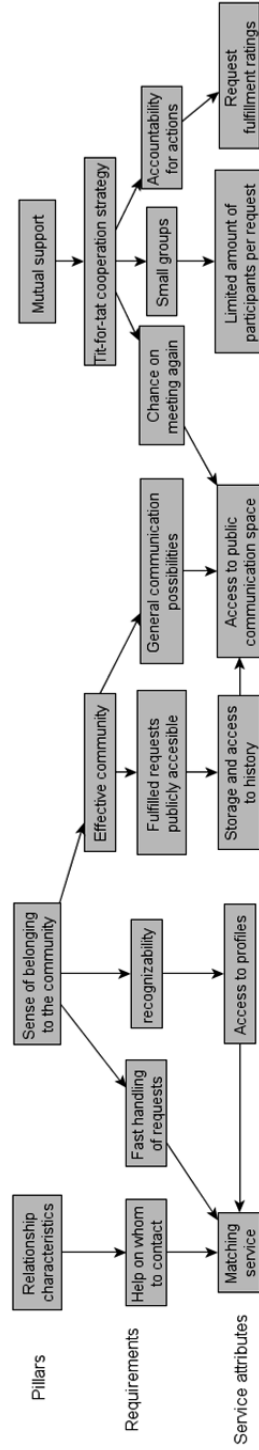 Pillars
Relationship
characteristics
Sense of belonging
to the community
Mutual support
Effective community
Tit-for-tat cooperation strategy
Requirements
Help on whom
to contact
Fast handling
of requests
recognizability
Fulfilled requests
publicly accesible
General communication
possibilities
Chance on
meeting again
Small groups
Accountability
for actions
Service attributes
Matching
service
Access to profiles
Storage and access
to history
Access to public
communication space
Limited amount of
participants per request
Request
fulfillment ratings